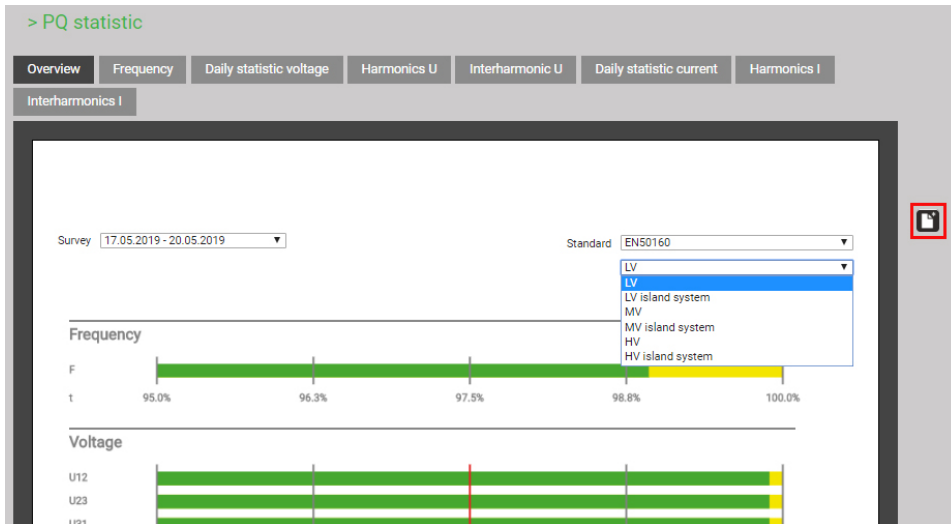 > PQ statistic
Overview Frequency Daily statistic voltage Harmonics U Interharmonic U Daily statistic current Harmonics I
Interharmonics I
Survey 17.05.2019 - 20.05.2019 Standard EN50160
LV
LV
LV island system
MV
MV island system
HV
HV island system
Frequency
F
t 95.0% 96.3% 97.5% 98.8% 100.0%
Voltage
U12
U23
U31